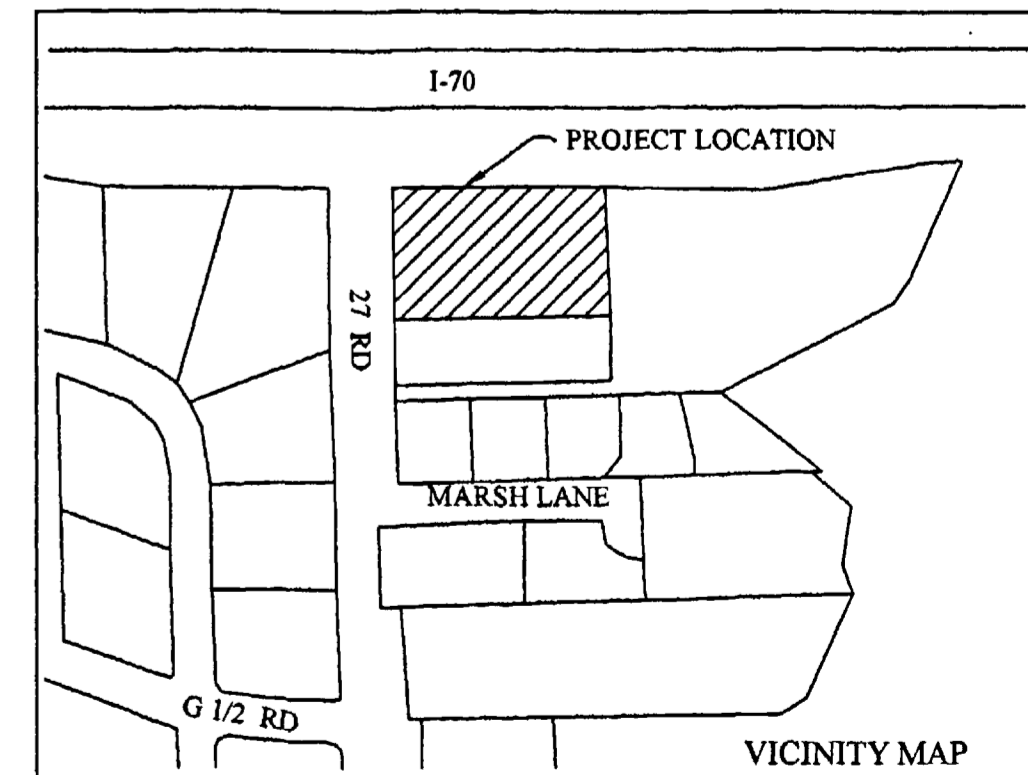 I-70
PROJECT LOCATION
27 RD
MARSH LANE
G 1/2 RD
VICINITY MAP